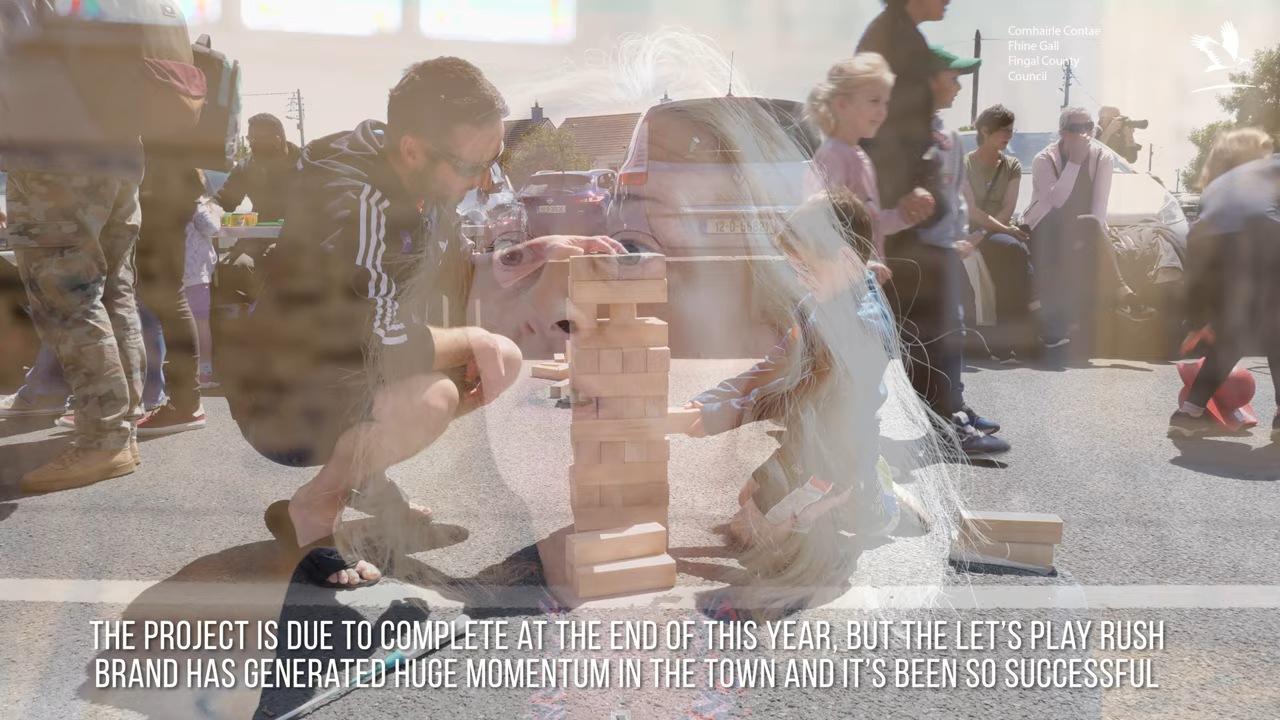 Comhairle Contae
Fhine Gall
Fingal County
Council
THE PROJECT IS DUE TO COMPLETE AT THE END OF THIS YEAR, BUT THE LET'S PLAY RUSH
BRAND HAS GENERATED HUGE MOMENTUM IN THE TOWN AND IT'S BEEN SO SUCCESSFUL